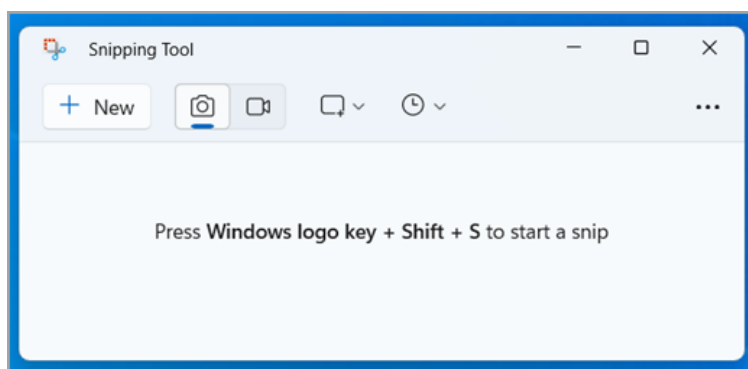 Snipping Tool
New
Press Windows logo key + Shift + S to start a snip